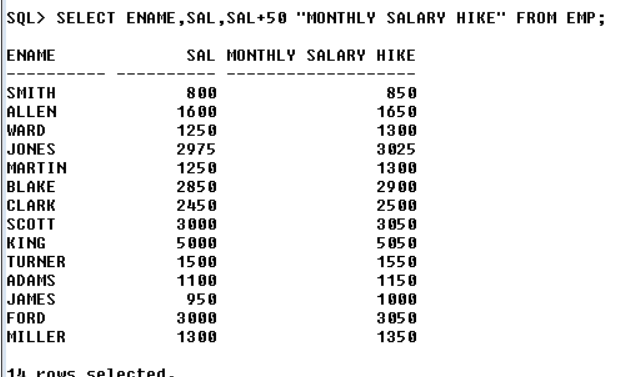 SQL> SELECT ENAME,SAL,SAL+50 "MONTHLY SALARY HIKE" FROM EMP;
ENAME SAL MONTHLY SALARY HIKE
---------- ---------- -------------------
SMITH 800 850
ALLEN 1600 1650
WARD 1250 1300
JONES 2975 3025
MARTIN 1250 1300
BLAKE 2850 2900
CLARK 2450 2500
SCOTT 3000 3050
KING 5000 5050
TURNER 1500 1550
ADAMS 1100 1150
JAMES 950 1000
FORD 3000 3050
MILLER 1300 1350
14 rows selected.